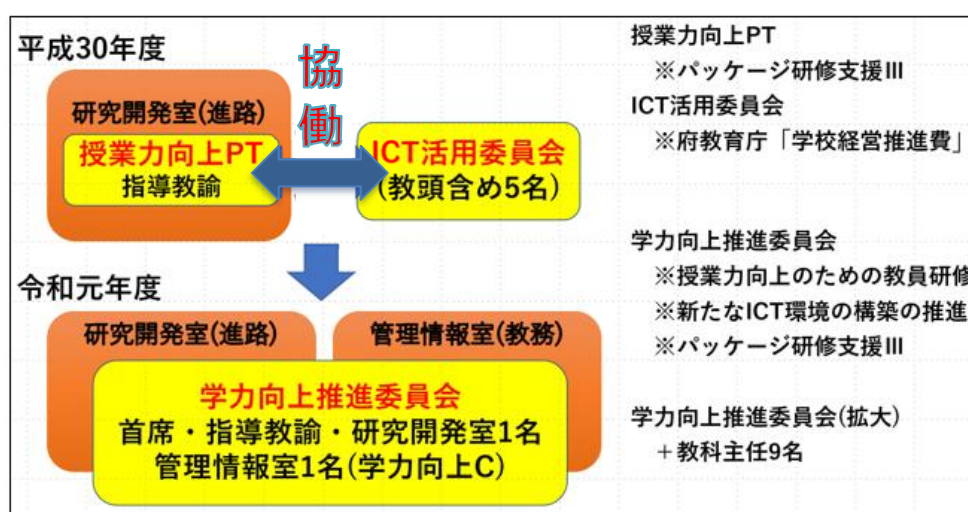 平成30年度
協
働
研究開発室(進路)
授業力向上PT
指導教諭
ICT活用委員会
(教頭含め5名)
令和元年度
研究開発室(進路)
管理情報室(教務)
学力向上推進委員会
首席・指導教諭・研究開発室1名
管理情報室1名(学力向上C)
授業力向上PT
※パッケージ研修支援Ⅲ
ICT活用委員会
※府教育庁「学校経営推進費」
学力向上推進委員会
※授業力向上のための教員研修
※新たなICT環境の構築の推進
※パッケージ研修支援Ⅲ
学力向上推進委員会(拡大)
＋教科主任9名